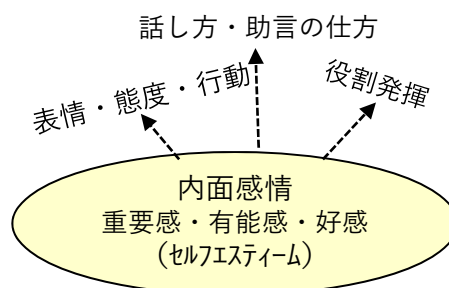 話し方・助言の仕方
表情・態度・行動
役割発揮
内面感情
重要感・有能感・好感
(ｾﾙﾌｴｽﾃｨｰﾑ)